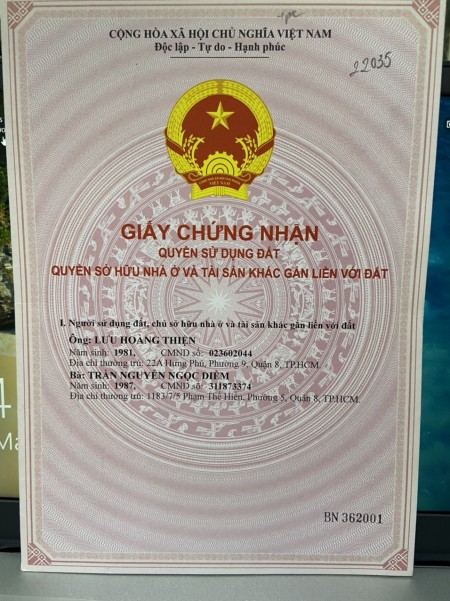 CỘNG HÒA XÃ HỘI CHỦ NGHĨA VIỆT NAM
Độc lập - Tự do - Hạnh phúc
22035
VIỆT NAM
GIẤY CHỨNG NHẬN
QUYỀN SỬ DỤNG ĐẤT
QUYỀN SỞ HỮU NHÀ Ở VÀ TÀI SẢN KHÁC GẮN LIỀN VỚI ĐẤT
I. Người sử dụng đất, chủ sở hữu nhà ở và tài sản khác gắn liền với đất
Ông: LƯU HOÀNG THIỆN
Năm sinh: 1981, CMND số: 023602044
Địa chỉ thường trú: 22A Hưng Phú, Phường 9, Quận 8, TP.HCM.
Bà: TRẦN NGUYỄN NGỌC DIỄM
Năm sinh: 1987, CMND số: 311873374
Địa chỉ thường trú: 1183/7/5 Phạm Thế Hiển, Phường 5, Quận 8, TP.HCM.
BN 362001
4
Ma